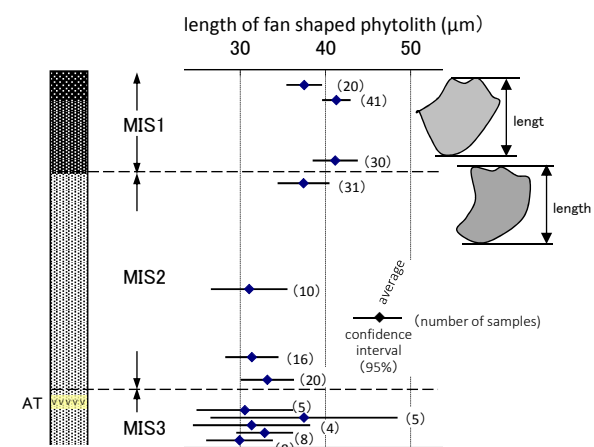 length of fan shaped phytolith (μm)
30 40 50
(20)
(41)
lengt
MIS1
(30)
(31)
length
MIS2
(10)
average
(number of samples)
confidence
interval
(95%)
(16)
(20)
AT
vvvvv
(5)
(5)
(4)
MIS3
(8)